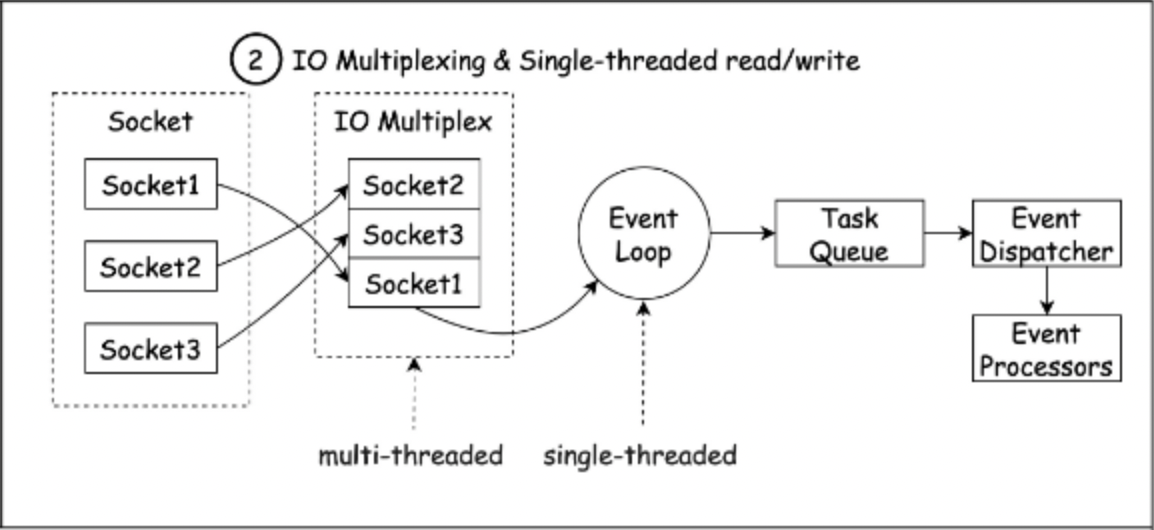 2 IO Multiplexing & Single-threaded read/write
Socket
Socket1
Socket2
Socket3
IO Multiplex
Socket2
Socket3
Socket1
Event
Loop
Task
Queue
Event
Dispatcher
Event
Processors
multi-threaded
single-threaded